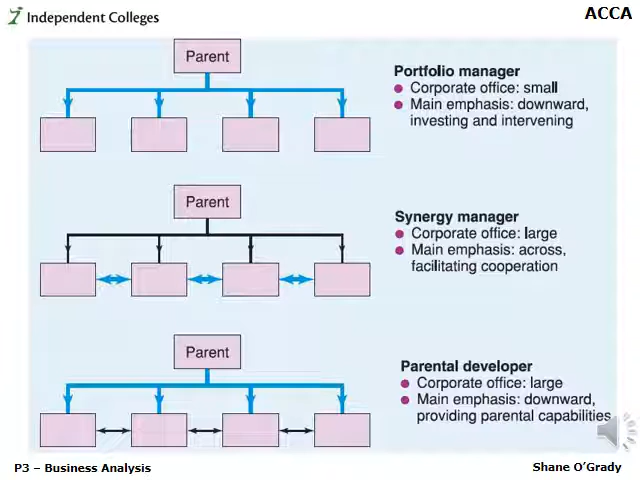 Independent Colleges
ACCA
Parent
Portfolio manager
Corporate office: small
Main emphasis: downward,
investing and intervening
Parent
Synergy manager
Corporate office: large
Main emphasis: across,
facilitating cooperation
Parent
Parental developer
Corporate office: large
Main emphasis: downward,
providing parental capabilities
P3 – Business Analysis
Shane O’Grady